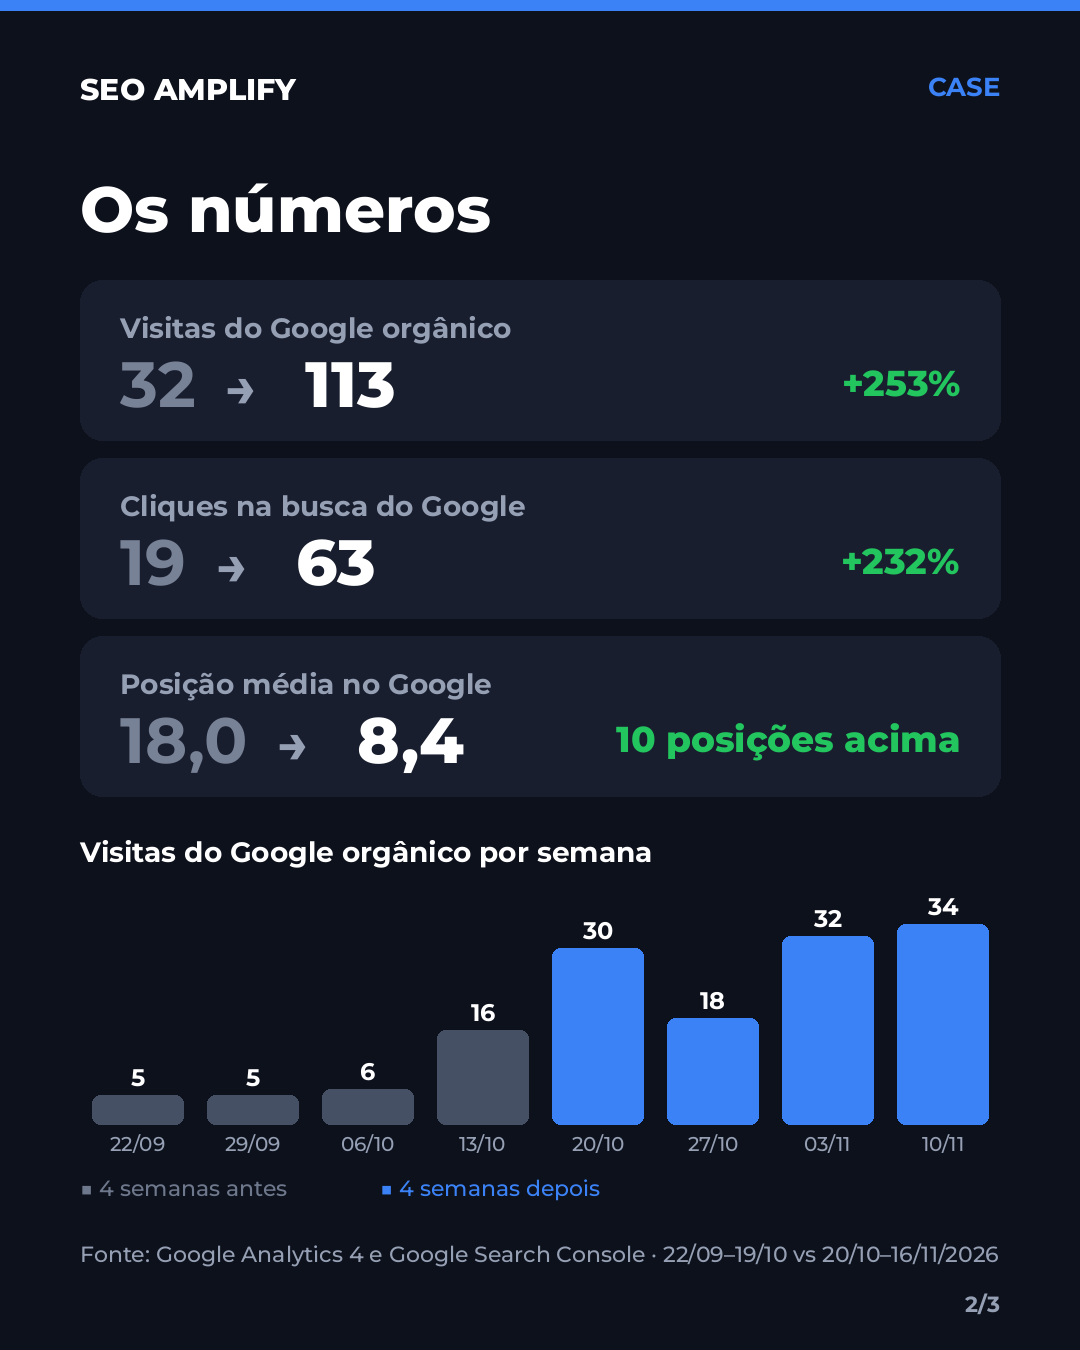 SEO AMPLIFY
CASE
Os números
Visitas do Google orgânico
32 → 113
+253%
Cliques na busca do Google
19 → 63
+232%
Posição média no Google
18,0 → 8,4
10 posições acima
Visitas do Google orgânico por semana
5 5 6 16 30 18 32 34
22/09 29/09 06/10 13/10 20/10 27/10 03/11 10/11
4 semanas antes
4 semanas depois
Fonte: Google Analytics 4 e Google Search Console · 22/09–19/10 vs 20/10–16/11/2026
2/3